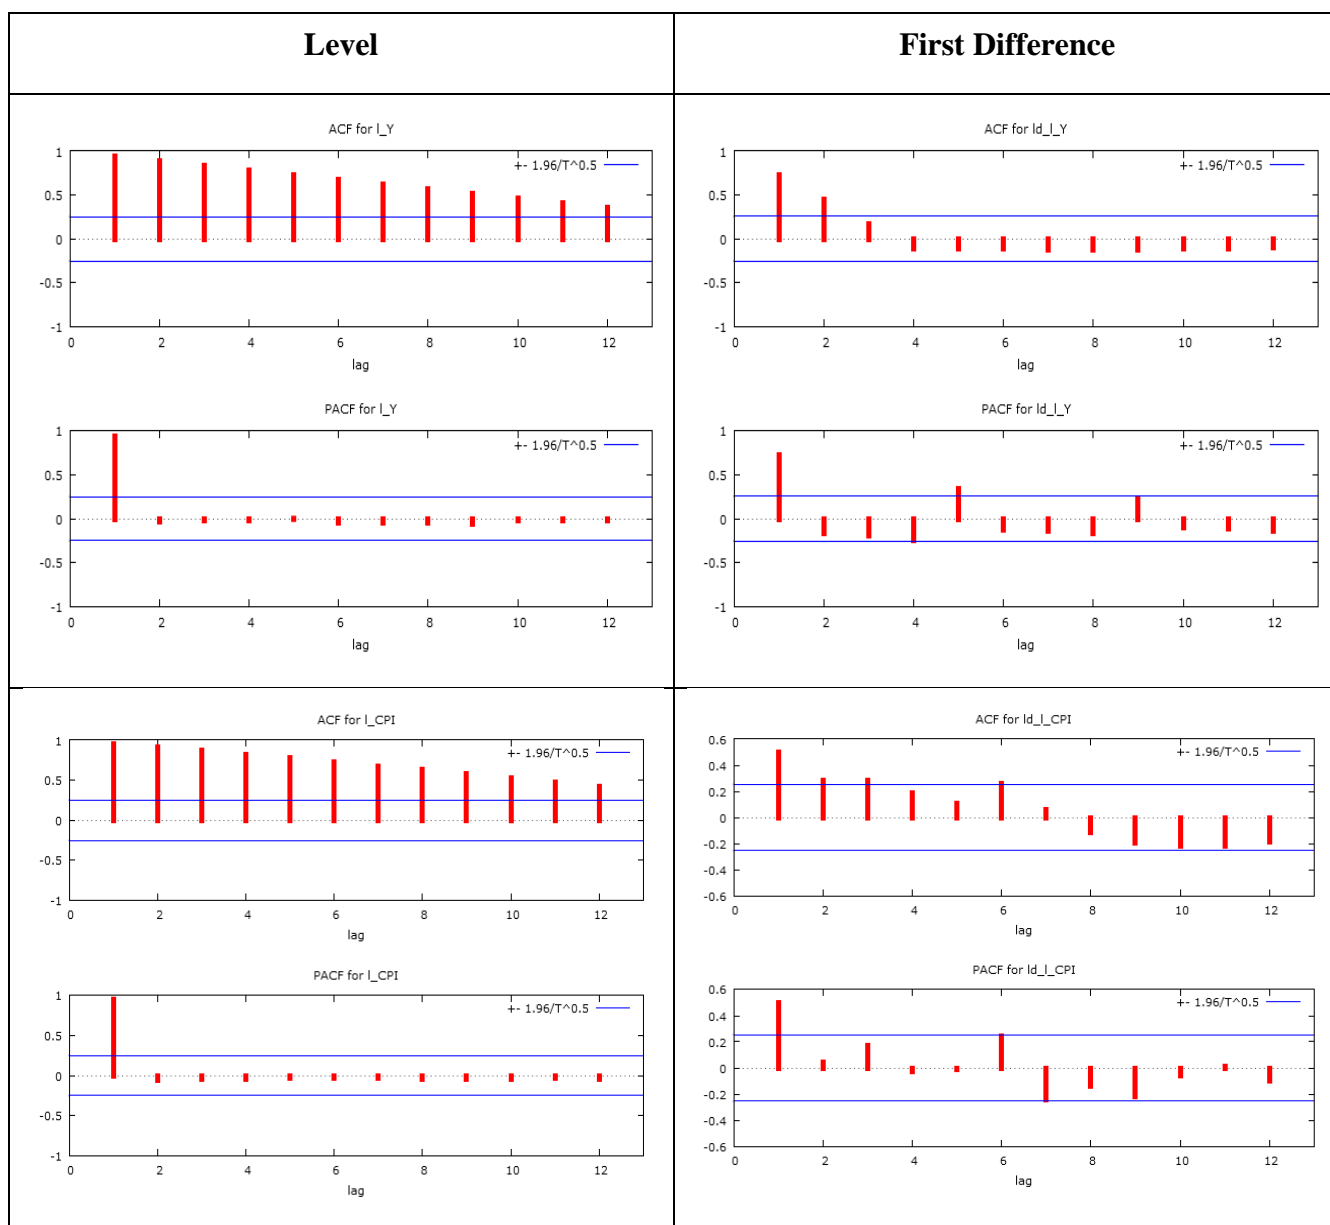 Level
First Difference
ACF for l_Y
+- 1.96/T^0.5
1
0.5
0
-0.5
-1
0 2 4 6 8 10 12
lag
PACF for l_Y
+- 1.96/T^0.5
1
0.5
0
-0.5
-1
0 2 4 6 8 10 12
lag
ACF for ld_l_Y
+- 1.96/T^0.5
1
0.5
0
-0.5
-1
0 2 4 6 8 10 12
lag
PACF for ld_l_Y
+- 1.96/T^0.5
1
0.5
0
-0.5
-1
0 2 4 6 8 10 12
lag
ACF for l_CPI
+- 1.96/T^0.5
1
0.5
0
-0.5
-1
0 2 4 6 8 10 12
lag
PACF for l_CPI
+- 1.96/T^0.5
1
0.5
0
-0.5
-1
0 2 4 6 8 10 12
lag
ACF for ld_l_CPI
+- 1.96/T^0.5
0.6
0.4
0.2
0
-0.2
-0.4
-0.6
0 2 4 6 8 10 12
lag
PACF for ld_l_CPI
+- 1.96/T^0.5
0.6
0.4
0.2
0
-0.2
-0.4
-0.6
0 2 4 6 8 10 12
lag